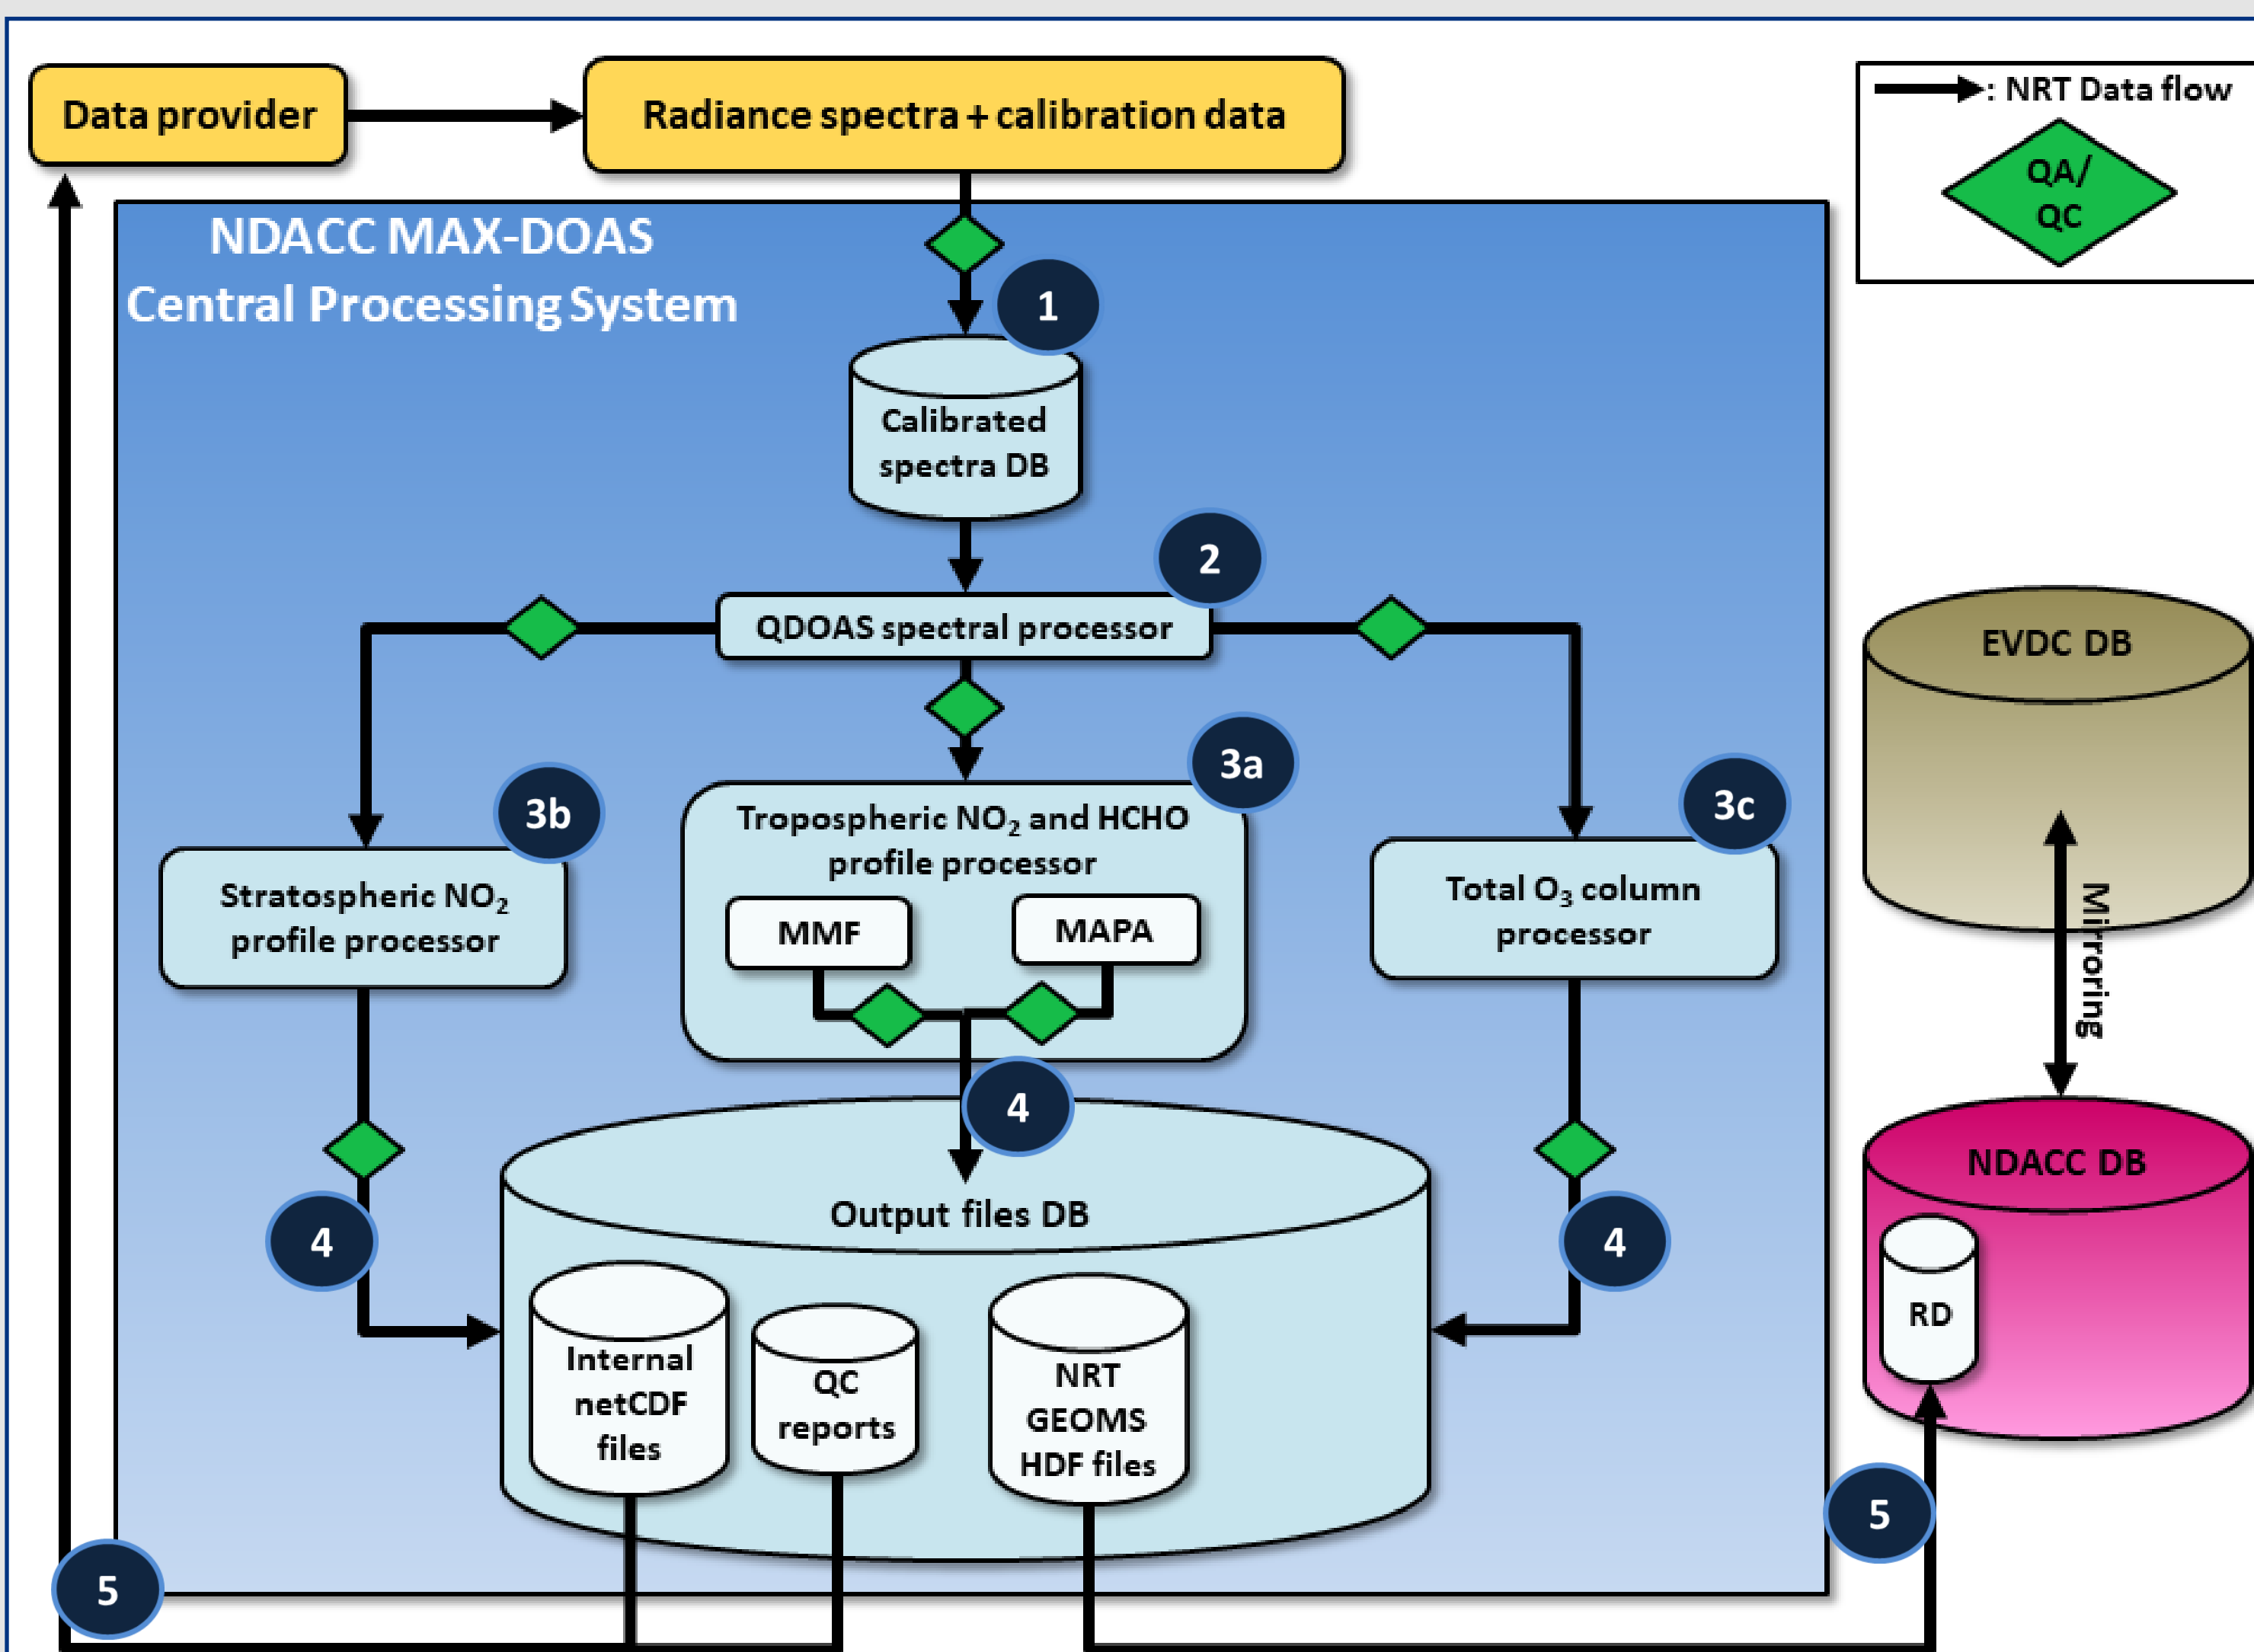 Data provider
Radiance spectra + calibration data
: NRT Data flow
QA/
QC
NDACC MAX-DOAS
Central Processing System
1
Calibrated
spectra DB
2
QDOAS spectral processor
3b
Stratospheric NO₂
profile processor
3a
Tropospheric NO₂ and HCHO
profile processor
MMF
MAPA
3c
Total O₃ column
processor
4
4
4
Output files DB
Internal
netCDF
files
QC
reports
NRT
GEOMS
HDF files
5
EVDC DB
Mirroring
NDACC DB
RD
5